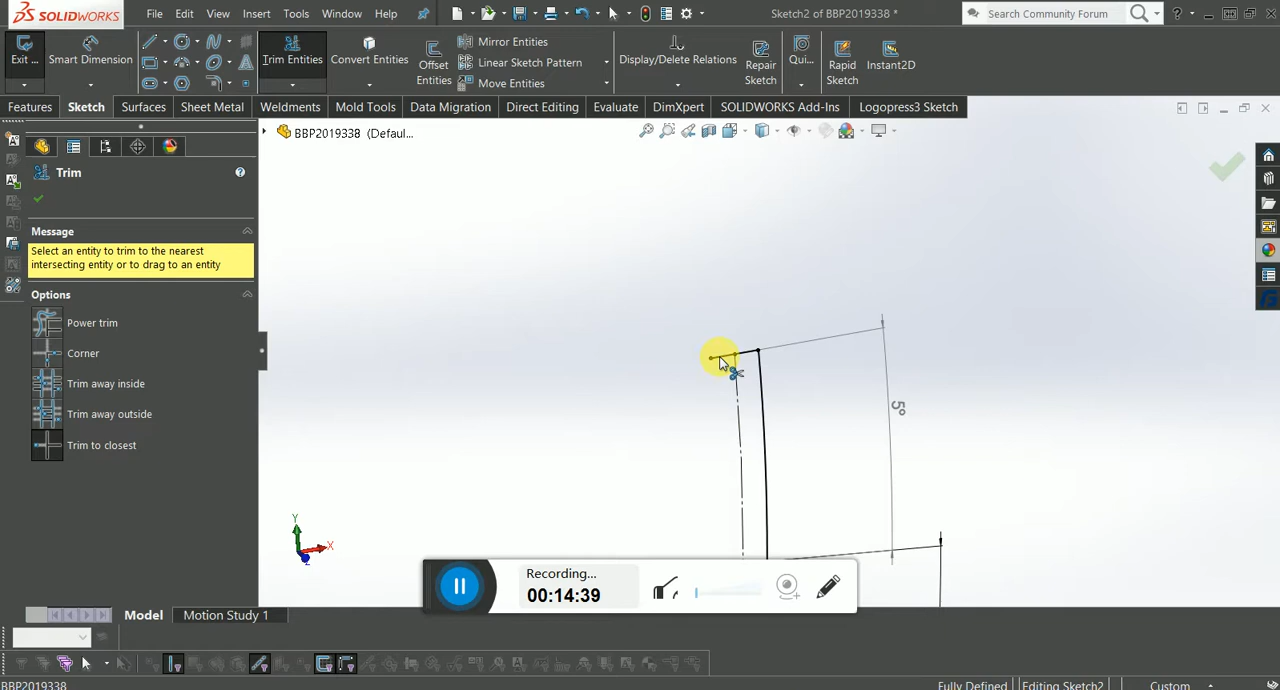 SOLIDWORKS
File Edit View Insert Tools Window Help
Sketch2 of BBP2019338 *
Search Community Forum
Exit ...
Smart Dimension
Trim Entities
Convert Entities
Offset Entities
Mirror Entities
Linear Sketch Pattern
Move Entities
Display/Delete Relations
Repair Sketch
Qui...
Rapid Sketch
Instant2D
Features Sketch Surfaces Sheet Metal Weldments Mold Tools Data Migration Direct Editing Evaluate DimXpert SOLIDWORKS Add-Ins Logopress3 Sketch
BBP2019338 (Defaul...
Trim
Message
Select an entity to trim to the nearest
intersecting entity or to drag to an entity
Options
Power trim
Corner
Trim away inside
Trim away outside
Trim to closest
5°
Y
X
Z
Recording...
00:14:39
Model Motion Study 1
BBP2019338
Fully Defined Editing Sketch2 Custom